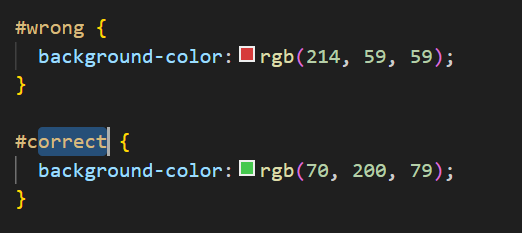 #wrong {
background-color: rgb(214, 59, 59);
}
#correct {
background-color: rgb(70, 200, 79);
}